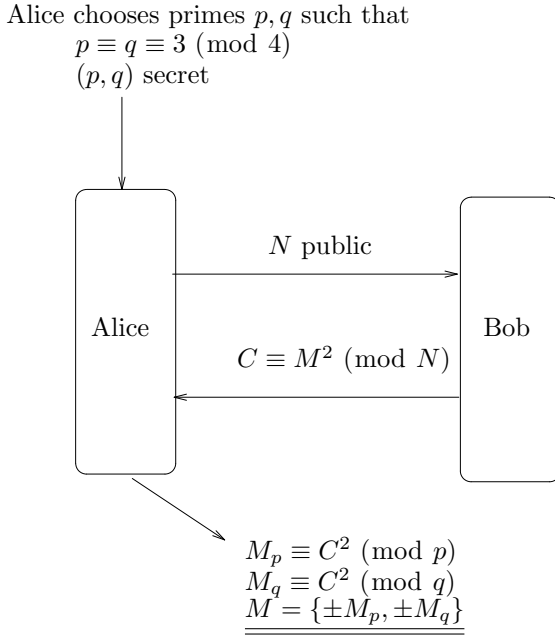 Alice chooses primes p, q such that
p ≡ q ≡ 3 (mod 4)
(p, q) secret
N public
Alice
Bob
C ≡ M² (mod N)
M_p ≡ C² (mod p)
M_q ≡ C² (mod q)
M = {±M_p, ±M_q}